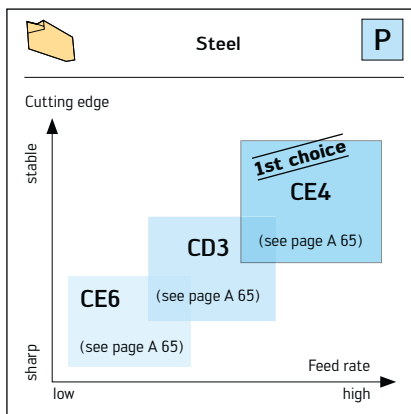 Steel
P
Cutting edge
stable
1st choice
CE4
(see page A 65)
CD3
(see page A 65)
CE6
(see page A 65)
sharp
Feed rate
low
high